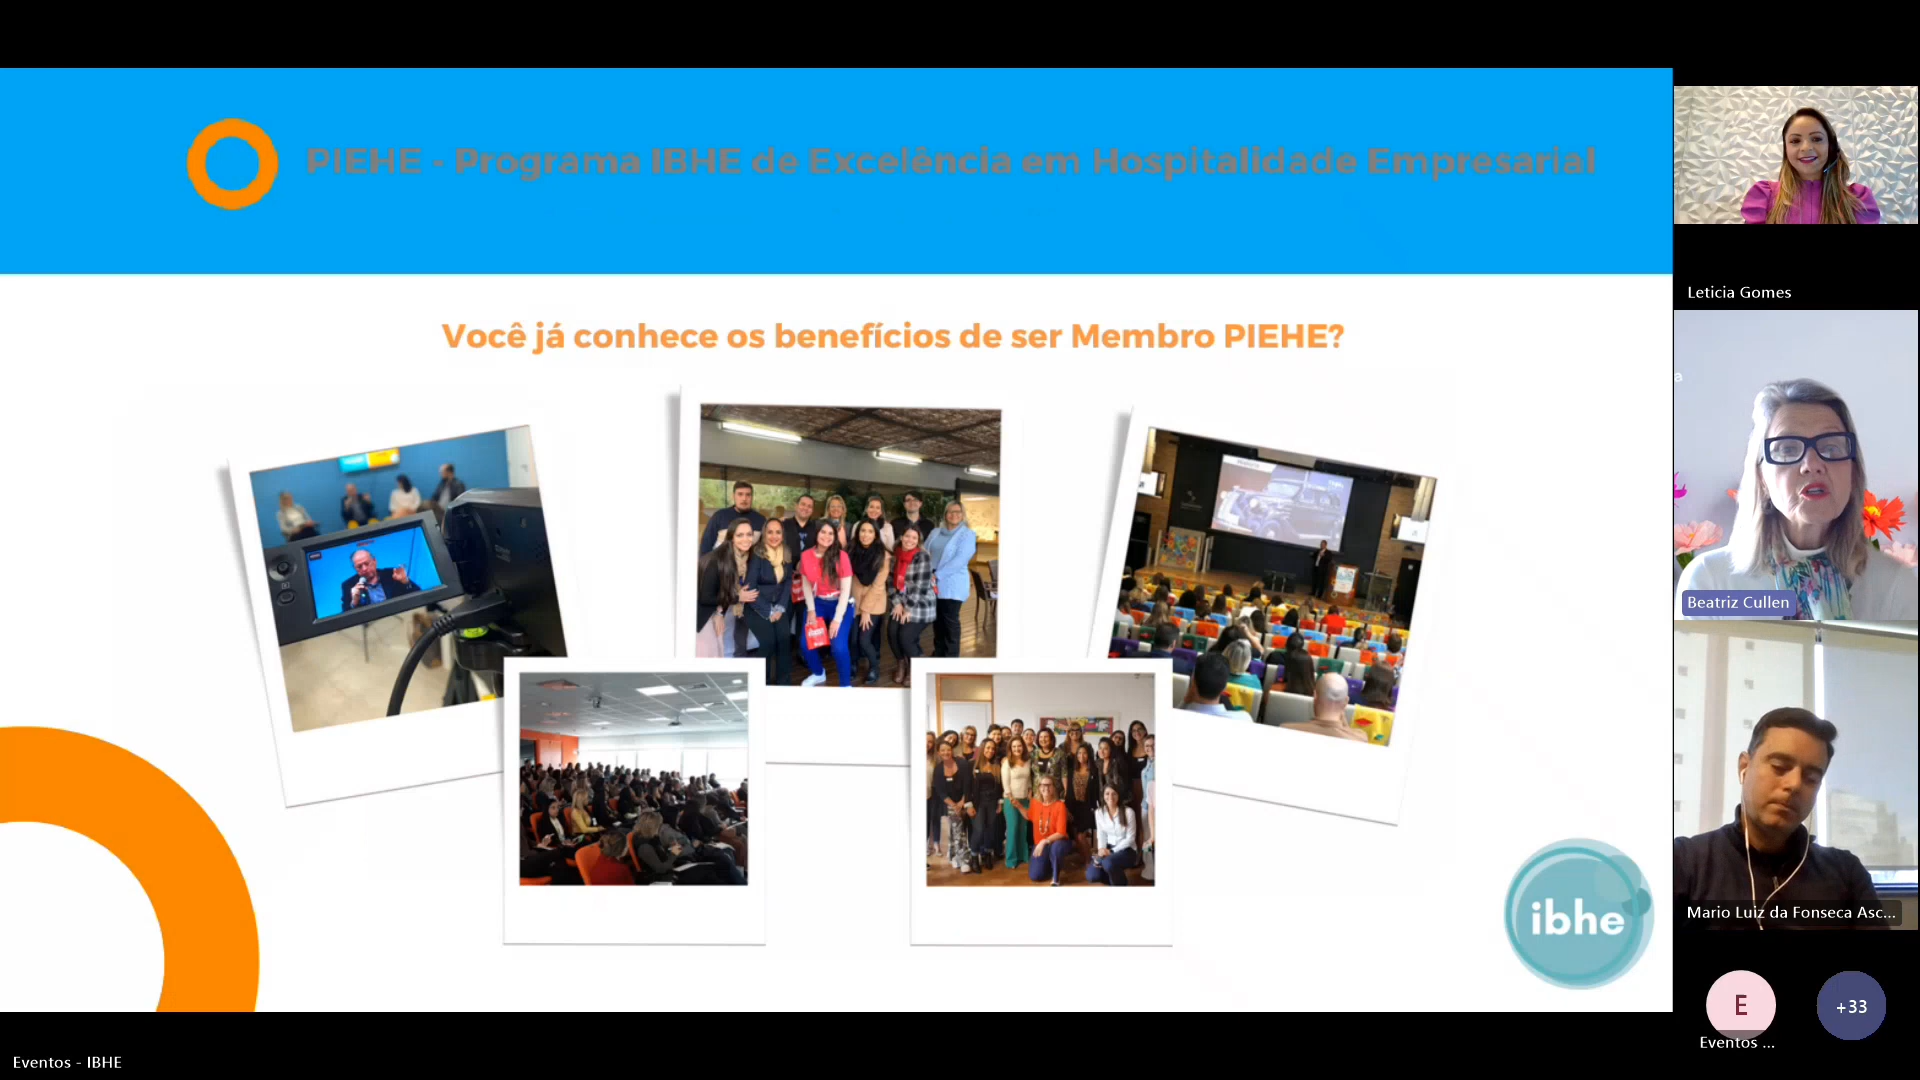 PIEHE - Programa IBHE de Excelência em Hospitalidade Empresarial
Você já conhece os benefícios de ser Membro PIEHE?
ibhe
Leticia Gomes
a
Beatriz Cullen
Mario Luiz da Fonseca Asc...
E
+33
Eventos ...
Eventos - IBHE